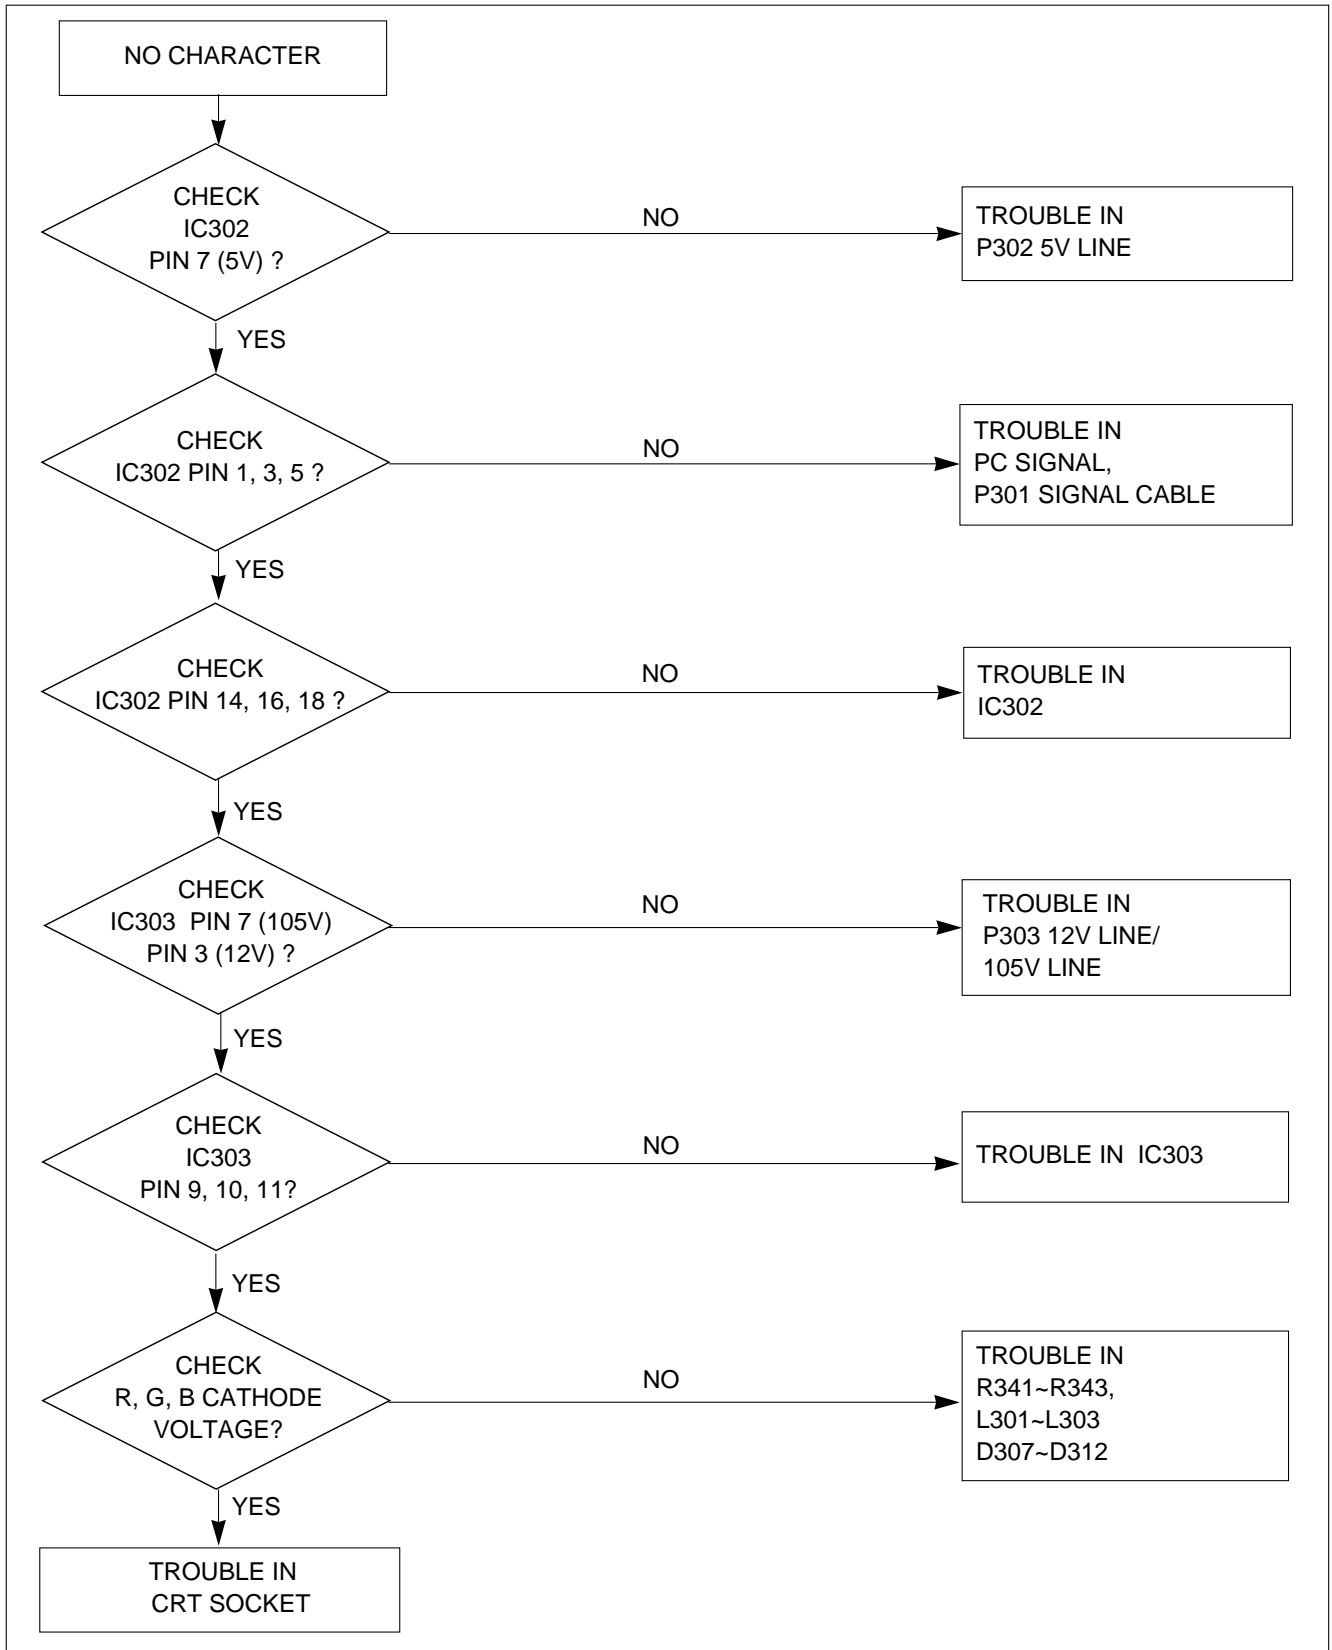 NO CHARACTER
CHECK
IC302
PIN 7 (5V) ?
NO
TROUBLE IN
P302 5V LINE
YES
CHECK
IC302 PIN 1, 3, 5 ?
NO
TROUBLE IN
PC SIGNAL,
P301 SIGNAL CABLE
YES
CHECK
IC302 PIN 14, 16, 18 ?
NO
TROUBLE IN
IC302
YES
CHECK
IC303 PIN 7 (105V)
PIN 3 (12V) ?
NO
TROUBLE IN
P303 12V LINE/
105V LINE
YES
CHECK
IC303
PIN 9, 10, 11?
NO
TROUBLE IN IC303
YES
CHECK
R, G, B CATHODE
VOLTAGE?
NO
TROUBLE IN
R341~R343,
L301~L303
D307~D312
YES
TROUBLE IN
CRT SOCKET